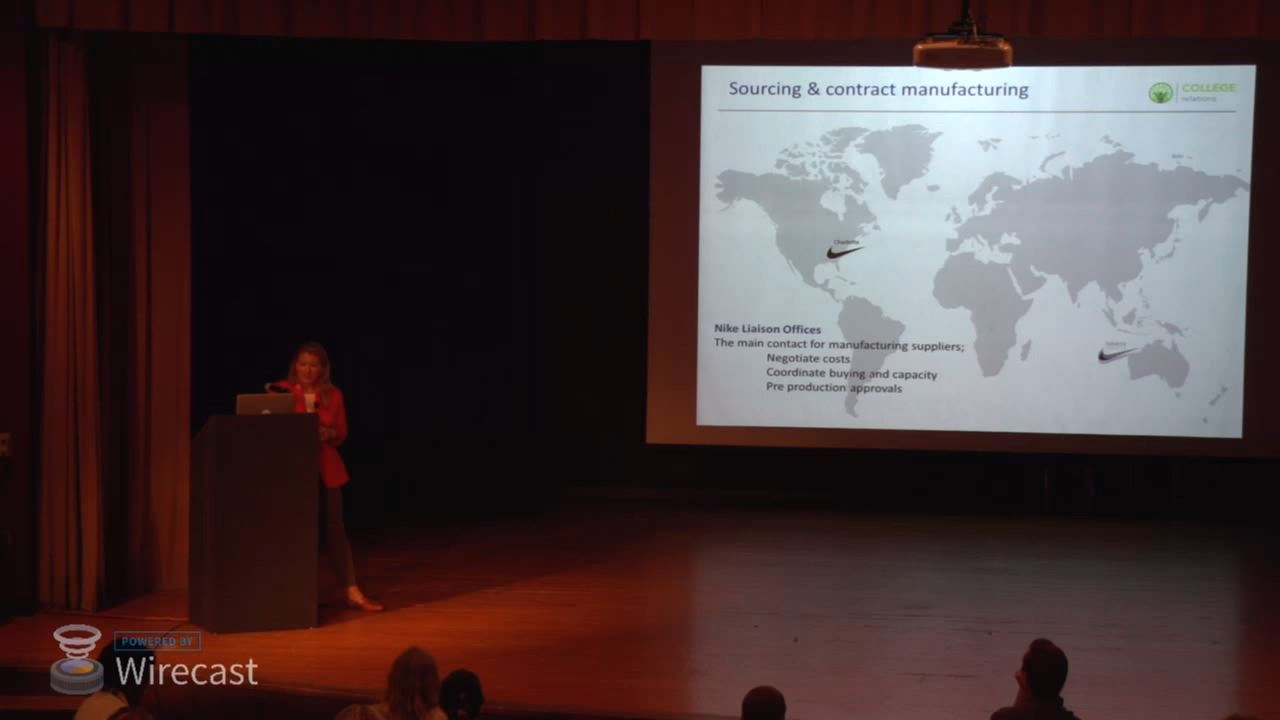 Sourcing & contract manufacturing
COLLEGE
relations
Nike Liaison Offices
The main contact for manufacturing suppliers;
Negotiate costs
Coordinate buying and capacity
Pre production approvals
POWERED BY
Wirecast